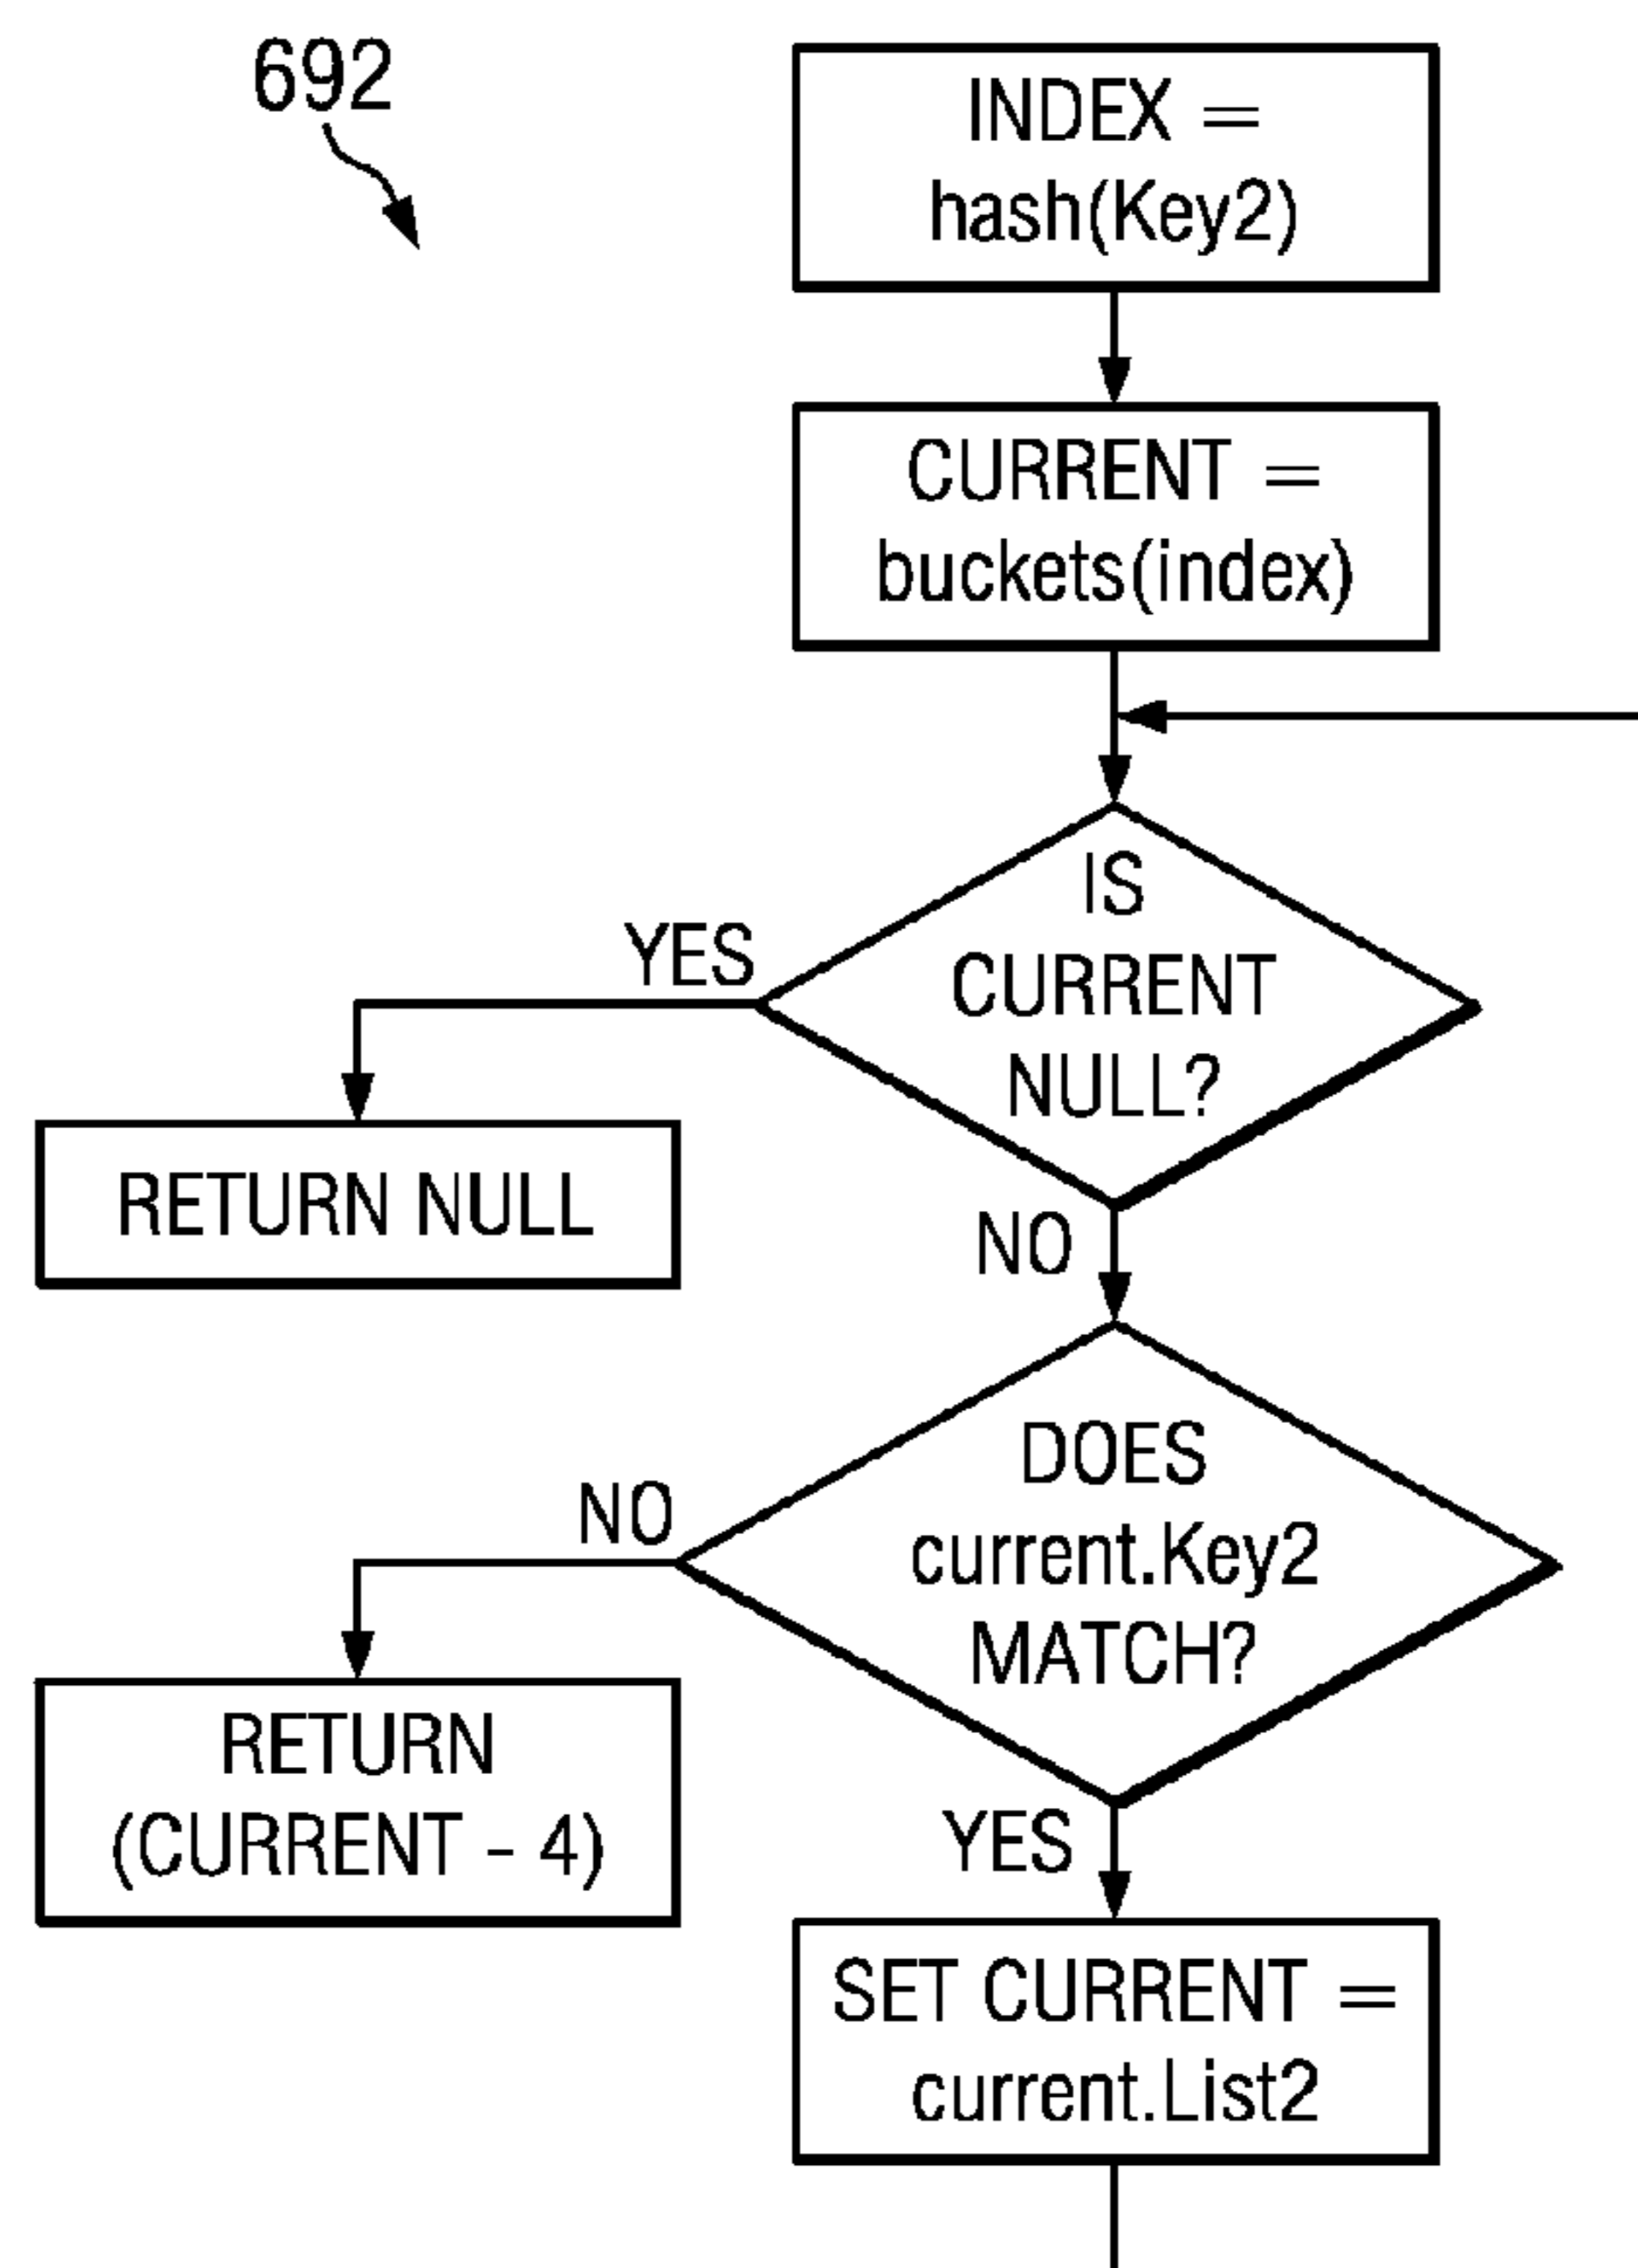 692
INDEX =
hash(Key2)
CURRENT =
buckets(index)
IS
CURRENT
NULL?
YES
RETURN NULL
NO
DOES
current.Key2
MATCH?
NO
RETURN
(CURRENT - 4)
YES
SET CURRENT =
current.List2